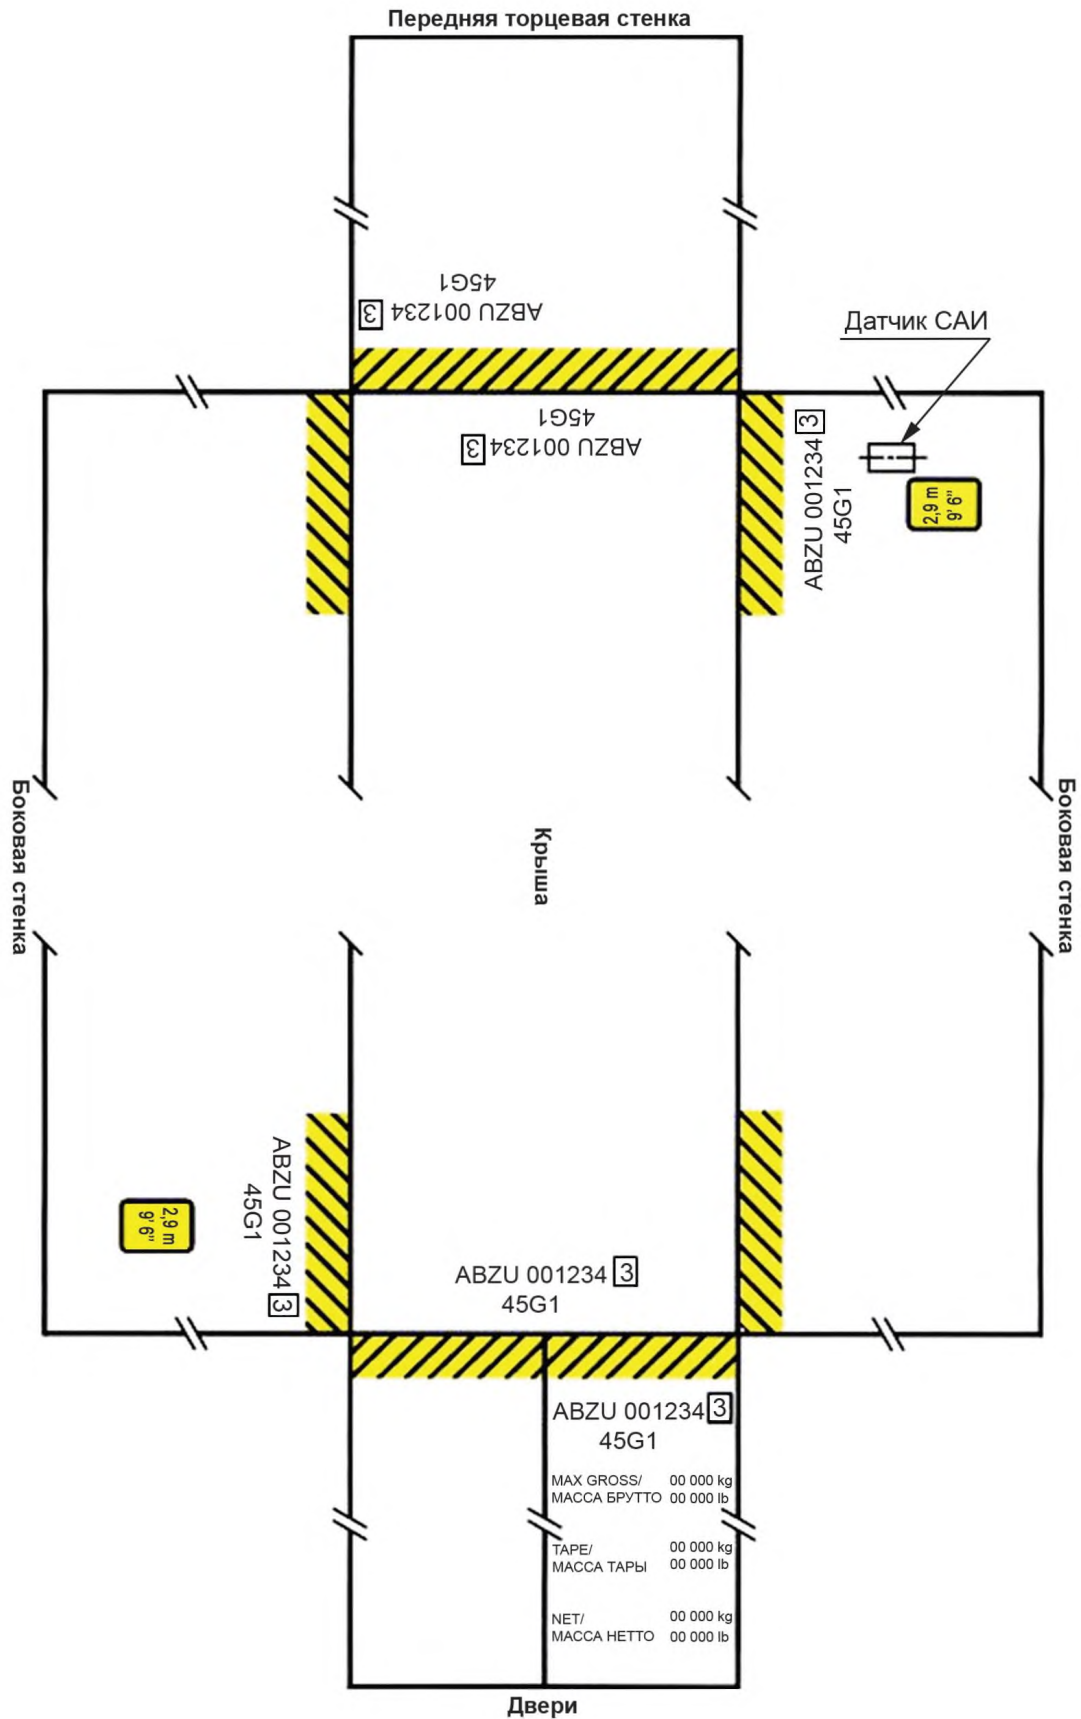 Передняя торцевая стенка
45G1
ABZU 001234 3
Датчик САИ
45G1
ABZU 001234 3
ABZU 001234 3
45G1
2,9 m
9' 6"
Боковая стенка
Крыша
Боковая стенка
ABZU 001234 3
45G1
2,9 m
9' 6"
ABZU 001234 3
45G1
ABZU 001234 3
45G1
MAX GROSS/ 00 000 kg
МАССА БРУТТО 00 000 lb
TAPE/ 00 000 kg
МАССА ТАРЫ 00 000 lb
NET/ 00 000 kg
МАССА НЕТТО 00 000 lb
Двери